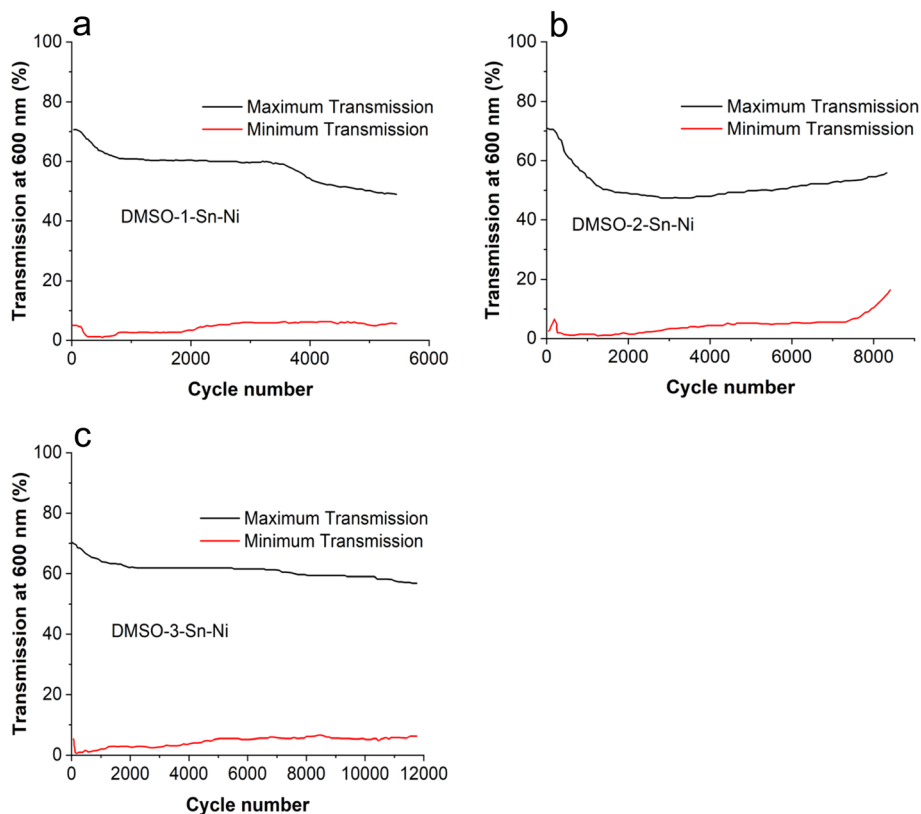 a
Transmission at 600 nm (%)
100
80
60
40
20
0
Maximum Transmission
Minimum Transmission
DMSO-1-Sn-Ni
0 2000 4000 6000
Cycle number
b
Transmission at 600 nm (%)
100
80
60
40
20
0
Maximum Transmission
Minimum Transmission
DMSO-2-Sn-Ni
0 2000 4000 6000 8000
Cycle number
c
Transmission at 600 nm (%)
100
80
60
40
20
0
Maximum Transmission
Minimum Transmission
DMSO-3-Sn-Ni
0 2000 4000 6000 8000 10000 12000
Cycle number